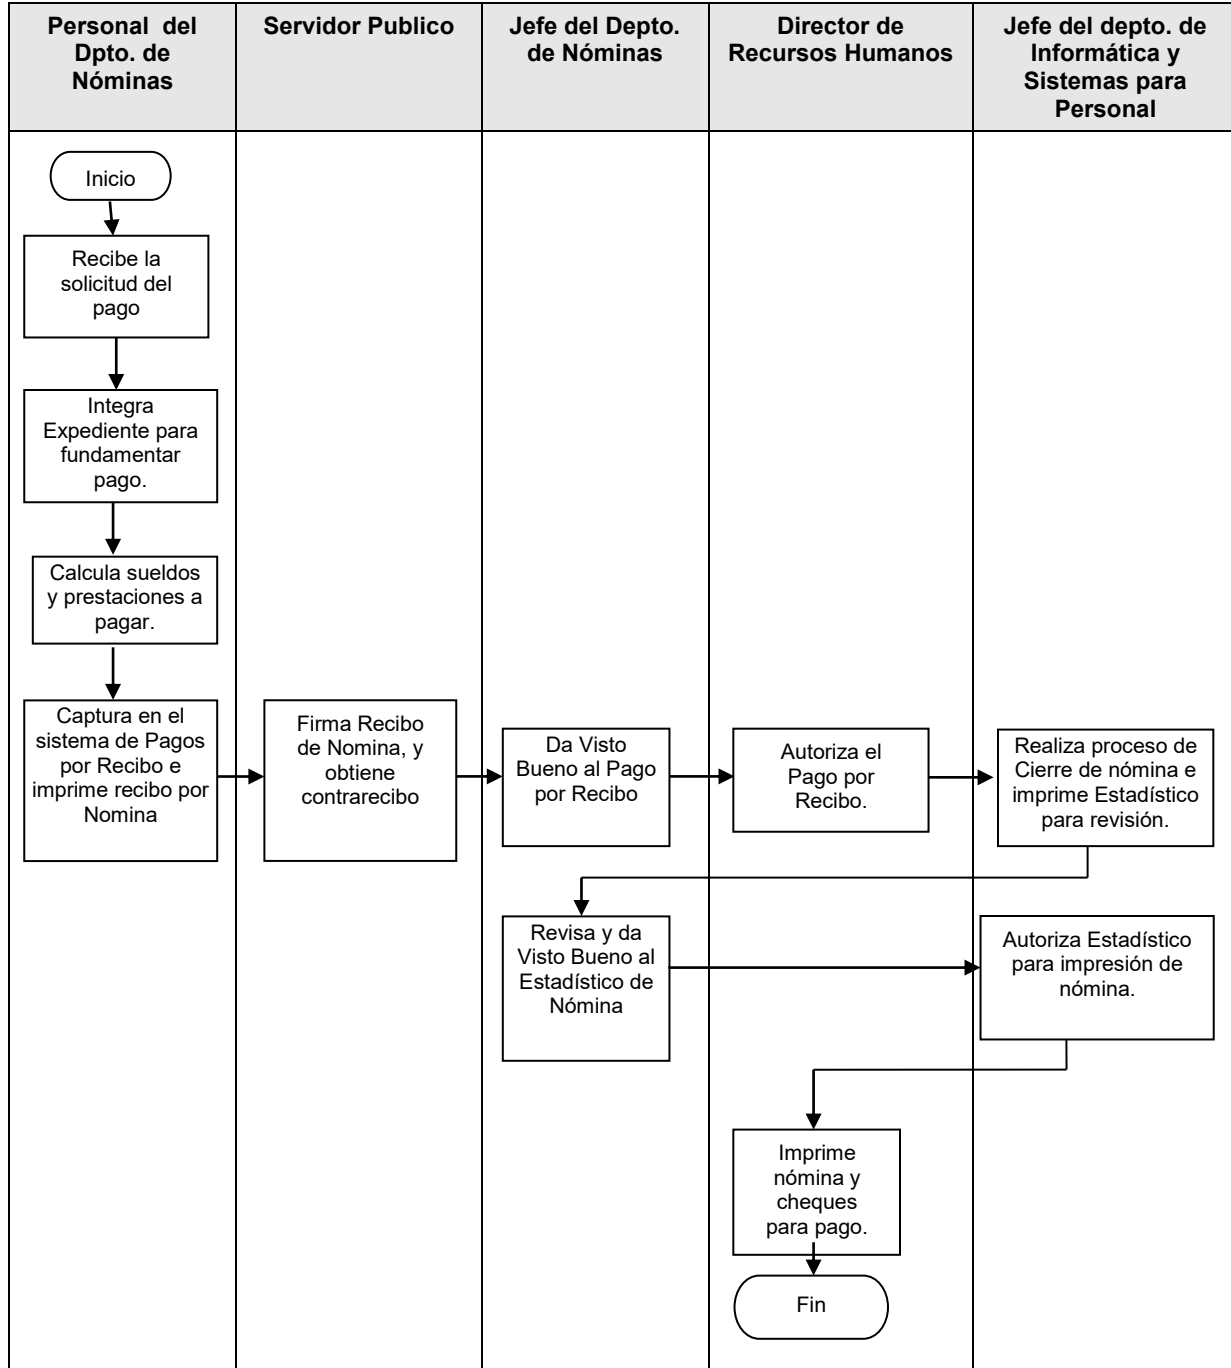 Personal  del
Dpto. de
Nóminas
Servidor Publico
Jefe del Depto.
de Nóminas
Director de
Recursos Humanos
Jefe del depto. de
Informática y
Sistemas para
Personal
Inicio
Recibe la
solicitud del
pago
Integra
Expediente para
fundamentar
pago.
Calcula sueldos
y prestaciones a
pagar.
Captura en el
sistema de Pagos
por Recibo e
imprime recibo por
Nomina
Firma Recibo
de Nomina, y
obtiene
contrarecibo
Da Visto
Bueno al Pago
por Recibo
Autoriza el
Pago por
Recibo.
Realiza proceso de
Cierre de nómina e
imprime Estadístico
para revisión.
Revisa y da
Visto Bueno al
Estadístico de
Nómina
Autoriza Estadístico
para impresión de
nómina.
Imprime
nómina y
cheques
para pago.
Fin